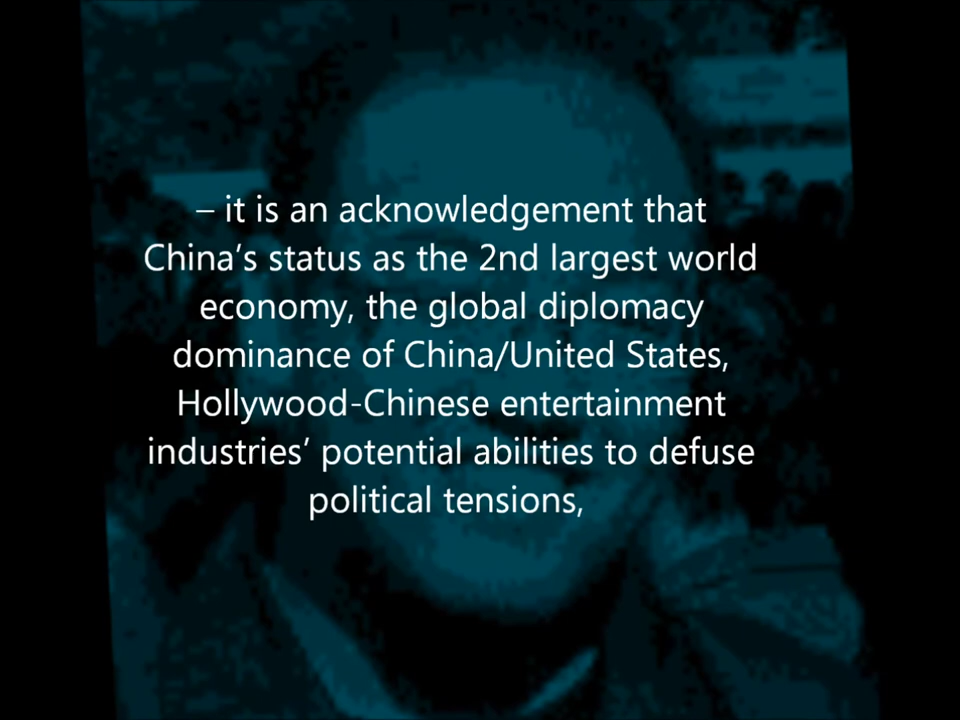 – it is an acknowledgement that
China’s status as the 2nd largest world
economy, the global diplomacy
dominance of China/United States,
Hollywood-Chinese entertainment
industries’ potential abilities to defuse
political tensions,